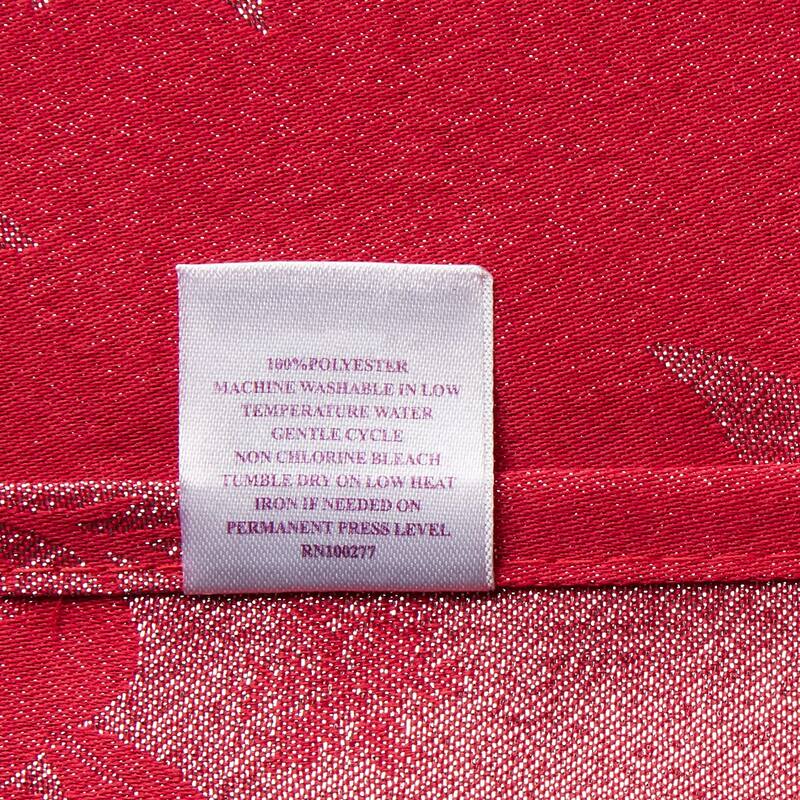 100%POLYESTER
MACHINE WASHABLE IN LOW
TEMPERATURE WATER
GENTLE CYCLE
NON CHLORINE BLEACH
TUMBLE DRY ON LOW HEAT
IRON IF NEEDED ON
PERMANENT PRESS LEVEL
RN100277